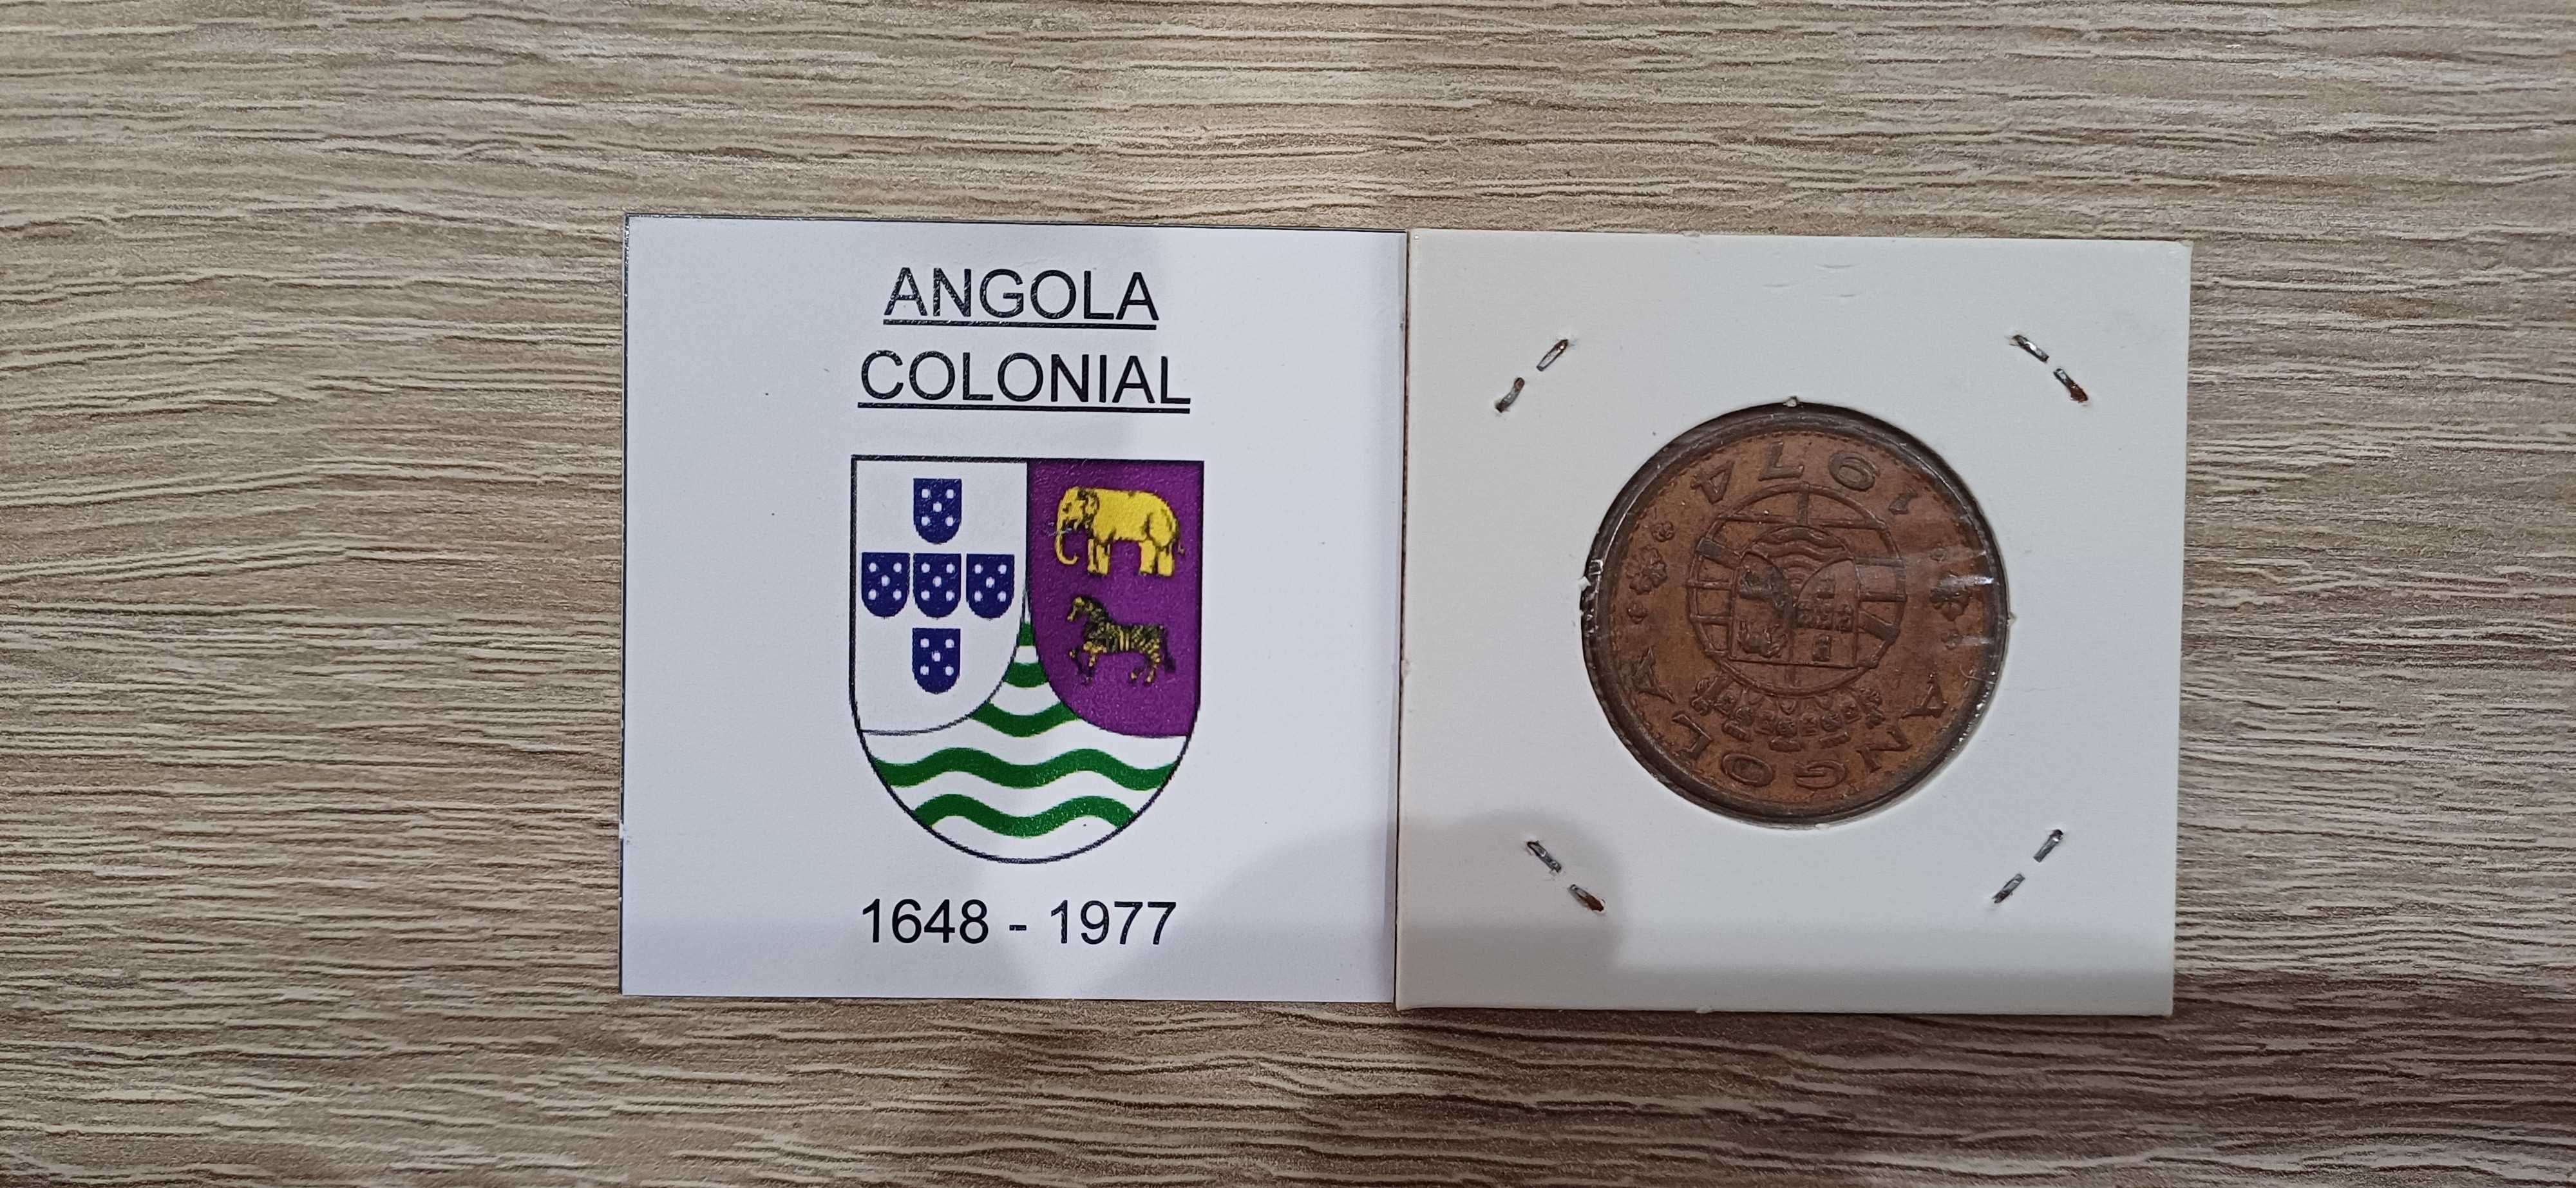 ANGOLA
COLONIAL
1648 - 1977
ANGOLA
1974